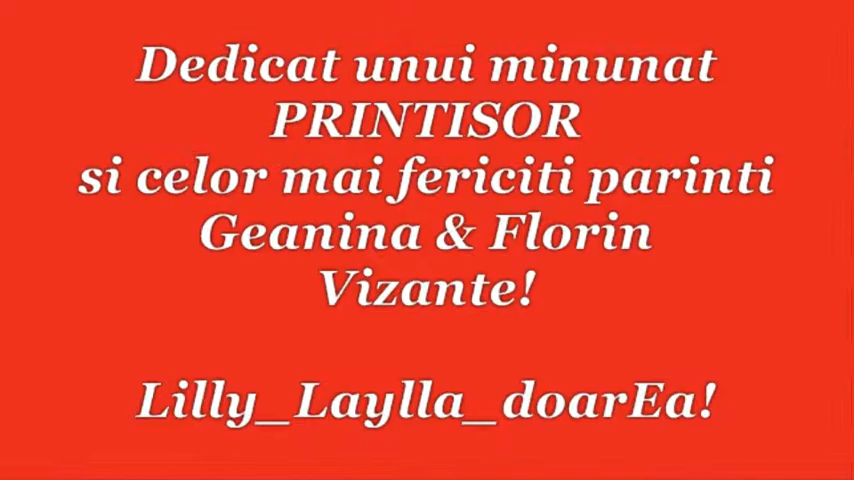 Dedicat unui minunat
PRINTISOR
si celor mai fericiti parinti
Geanina & Florin
Vizante!
Lilly_Laylla_doarEa!